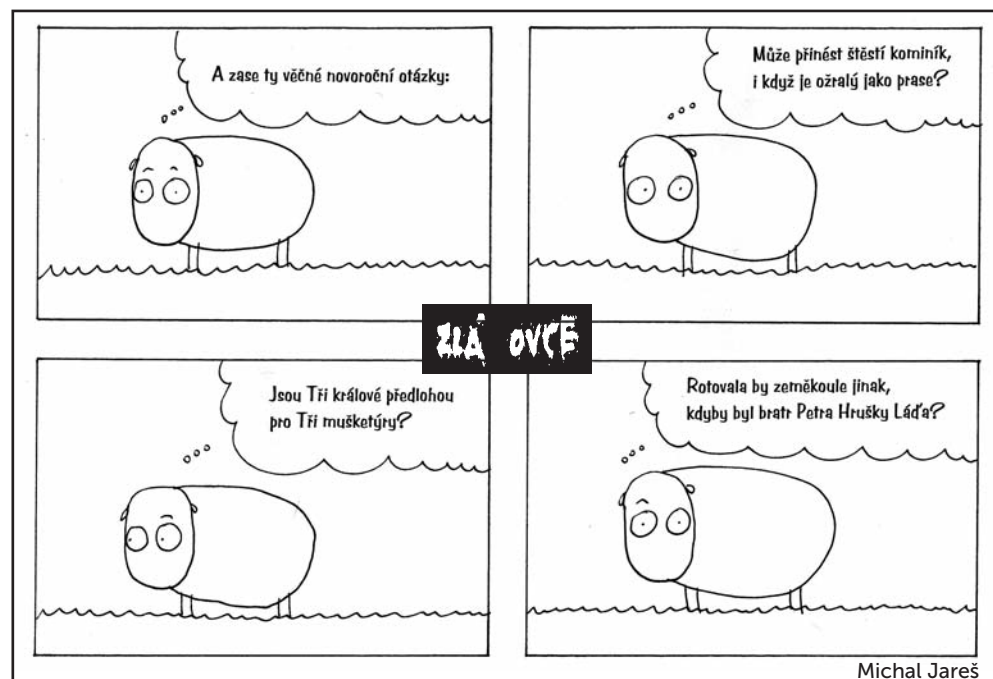 A zase ty věčné novoroční otázky:
Může přinést štěstí kominík,
i když je ožralý jako prase?
ZLÁ OVCE
Jsou Tři králové předlohou
pro Tři mušketýry?
Rotovala by zeměkoule jinak,
kdyby byl bratr Petra Hrušky Láďa?
Michal Jareš